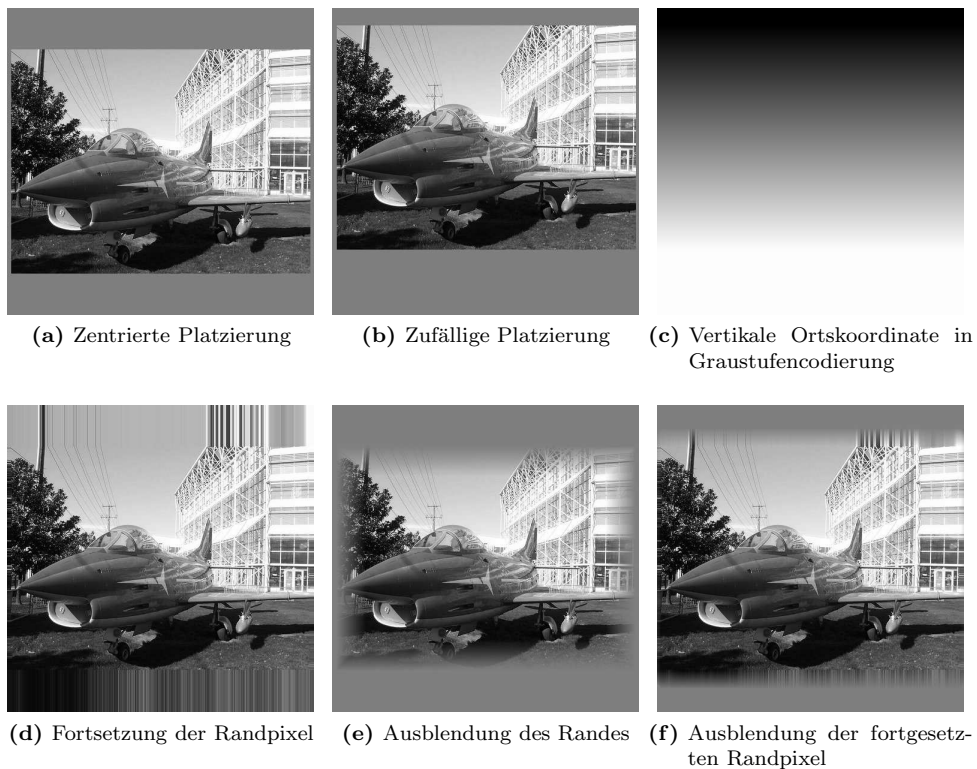 (a) Zentrierte Platzierung
(b) Zufällige Platzierung
(c) Vertikale Ortskoordinate in
Graustufencodierung
(d) Fortsetzung der Randpixel
(e) Ausblendung des Randes
(f) Ausblendung der fortgesetz-
ten Randpixel